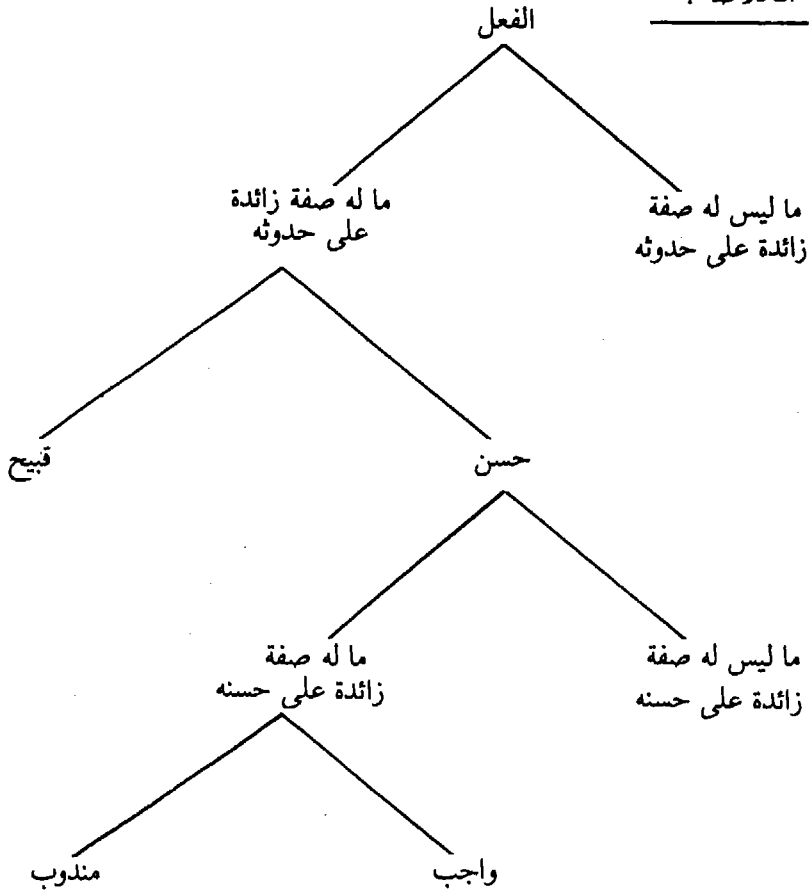 الفعل
ما ليس له صفة
زائدة على حدوثه
ما له صفة زائدة
على حدوثه
حسن
قبيح
ما ليس له صفة
زائدة على حسنه
ما له صفة
زائدة على حسنه
واجب
مندوب